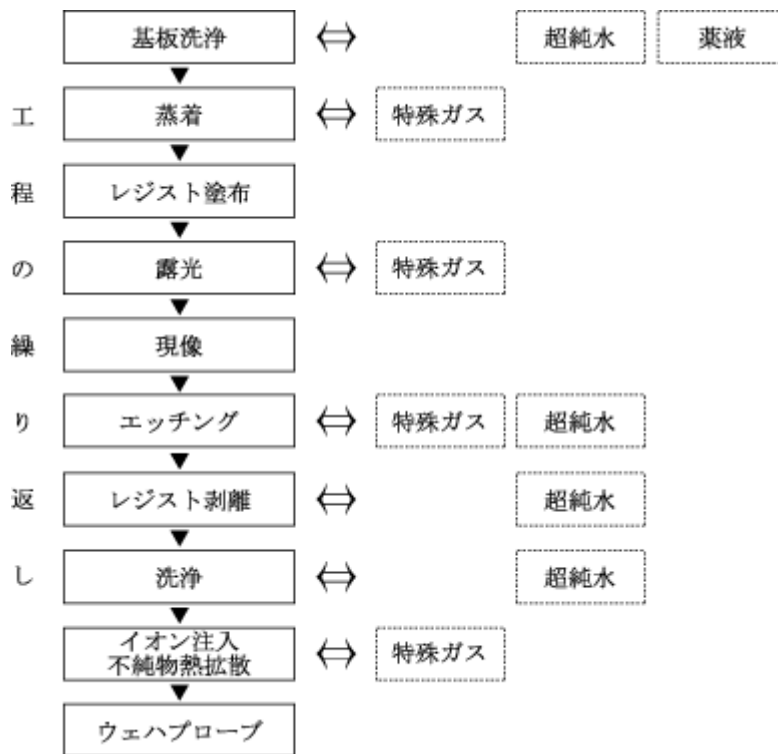 基板洗浄 ⇔ 超純水 薬液
▼
蒸着 ⇔ 特殊ガス
▼
レジスト塗布
▼
露光 ⇔ 特殊ガス
▼
現像
▼
エッチング ⇔ 特殊ガス 超純水
▼
レジスト剥離 ⇔ 超純水
▼
洗浄 ⇔ 超純水
▼
イオン注入
不純物熱拡散 ⇔ 特殊ガス
▼
ウェハプローブ
工程の繰り返し